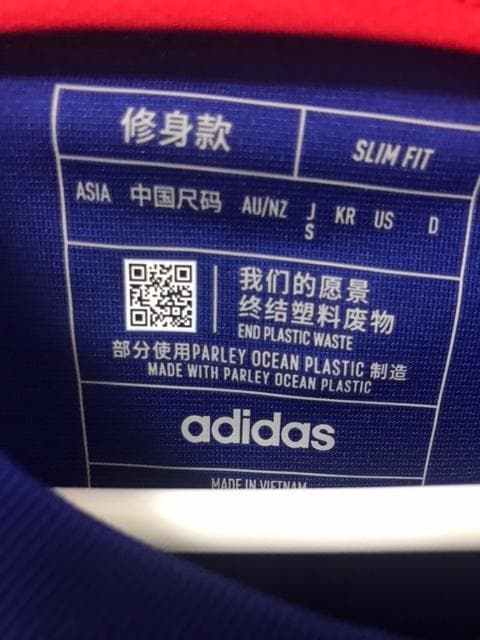 修身款 SLIM FIT
ASIA 中国尺码 AU/NZ J/S KR US D
我们的愿景
终结塑料废物
END PLASTIC WASTE
部分使用PARLEY OCEAN PLASTIC 制造
MADE WITH PARLEY OCEAN PLASTIC
adidas
MADE IN VIETNAM